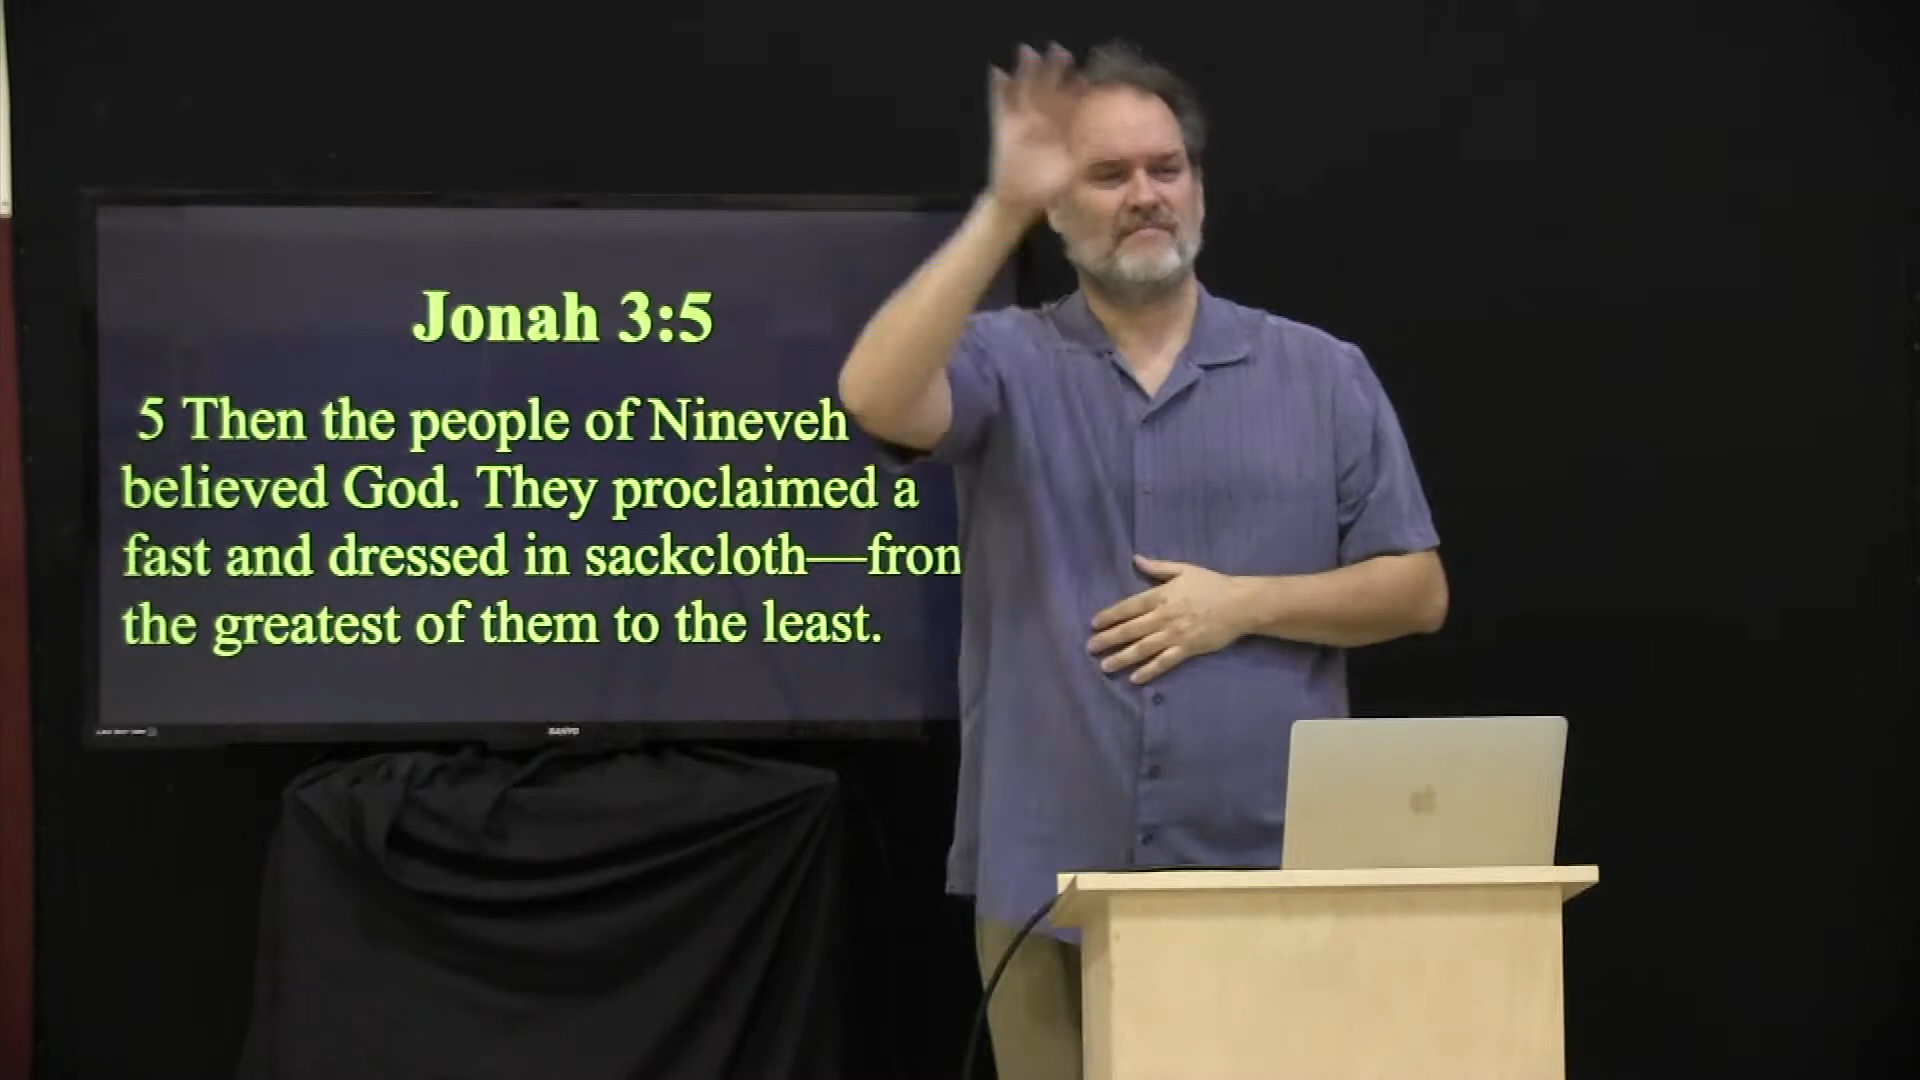 Jonah 3:5
5 Then the people of Nineveh
believed God. They proclaimed a
fast and dressed in sackcloth—fron
the greatest of them to the least.
SANYO